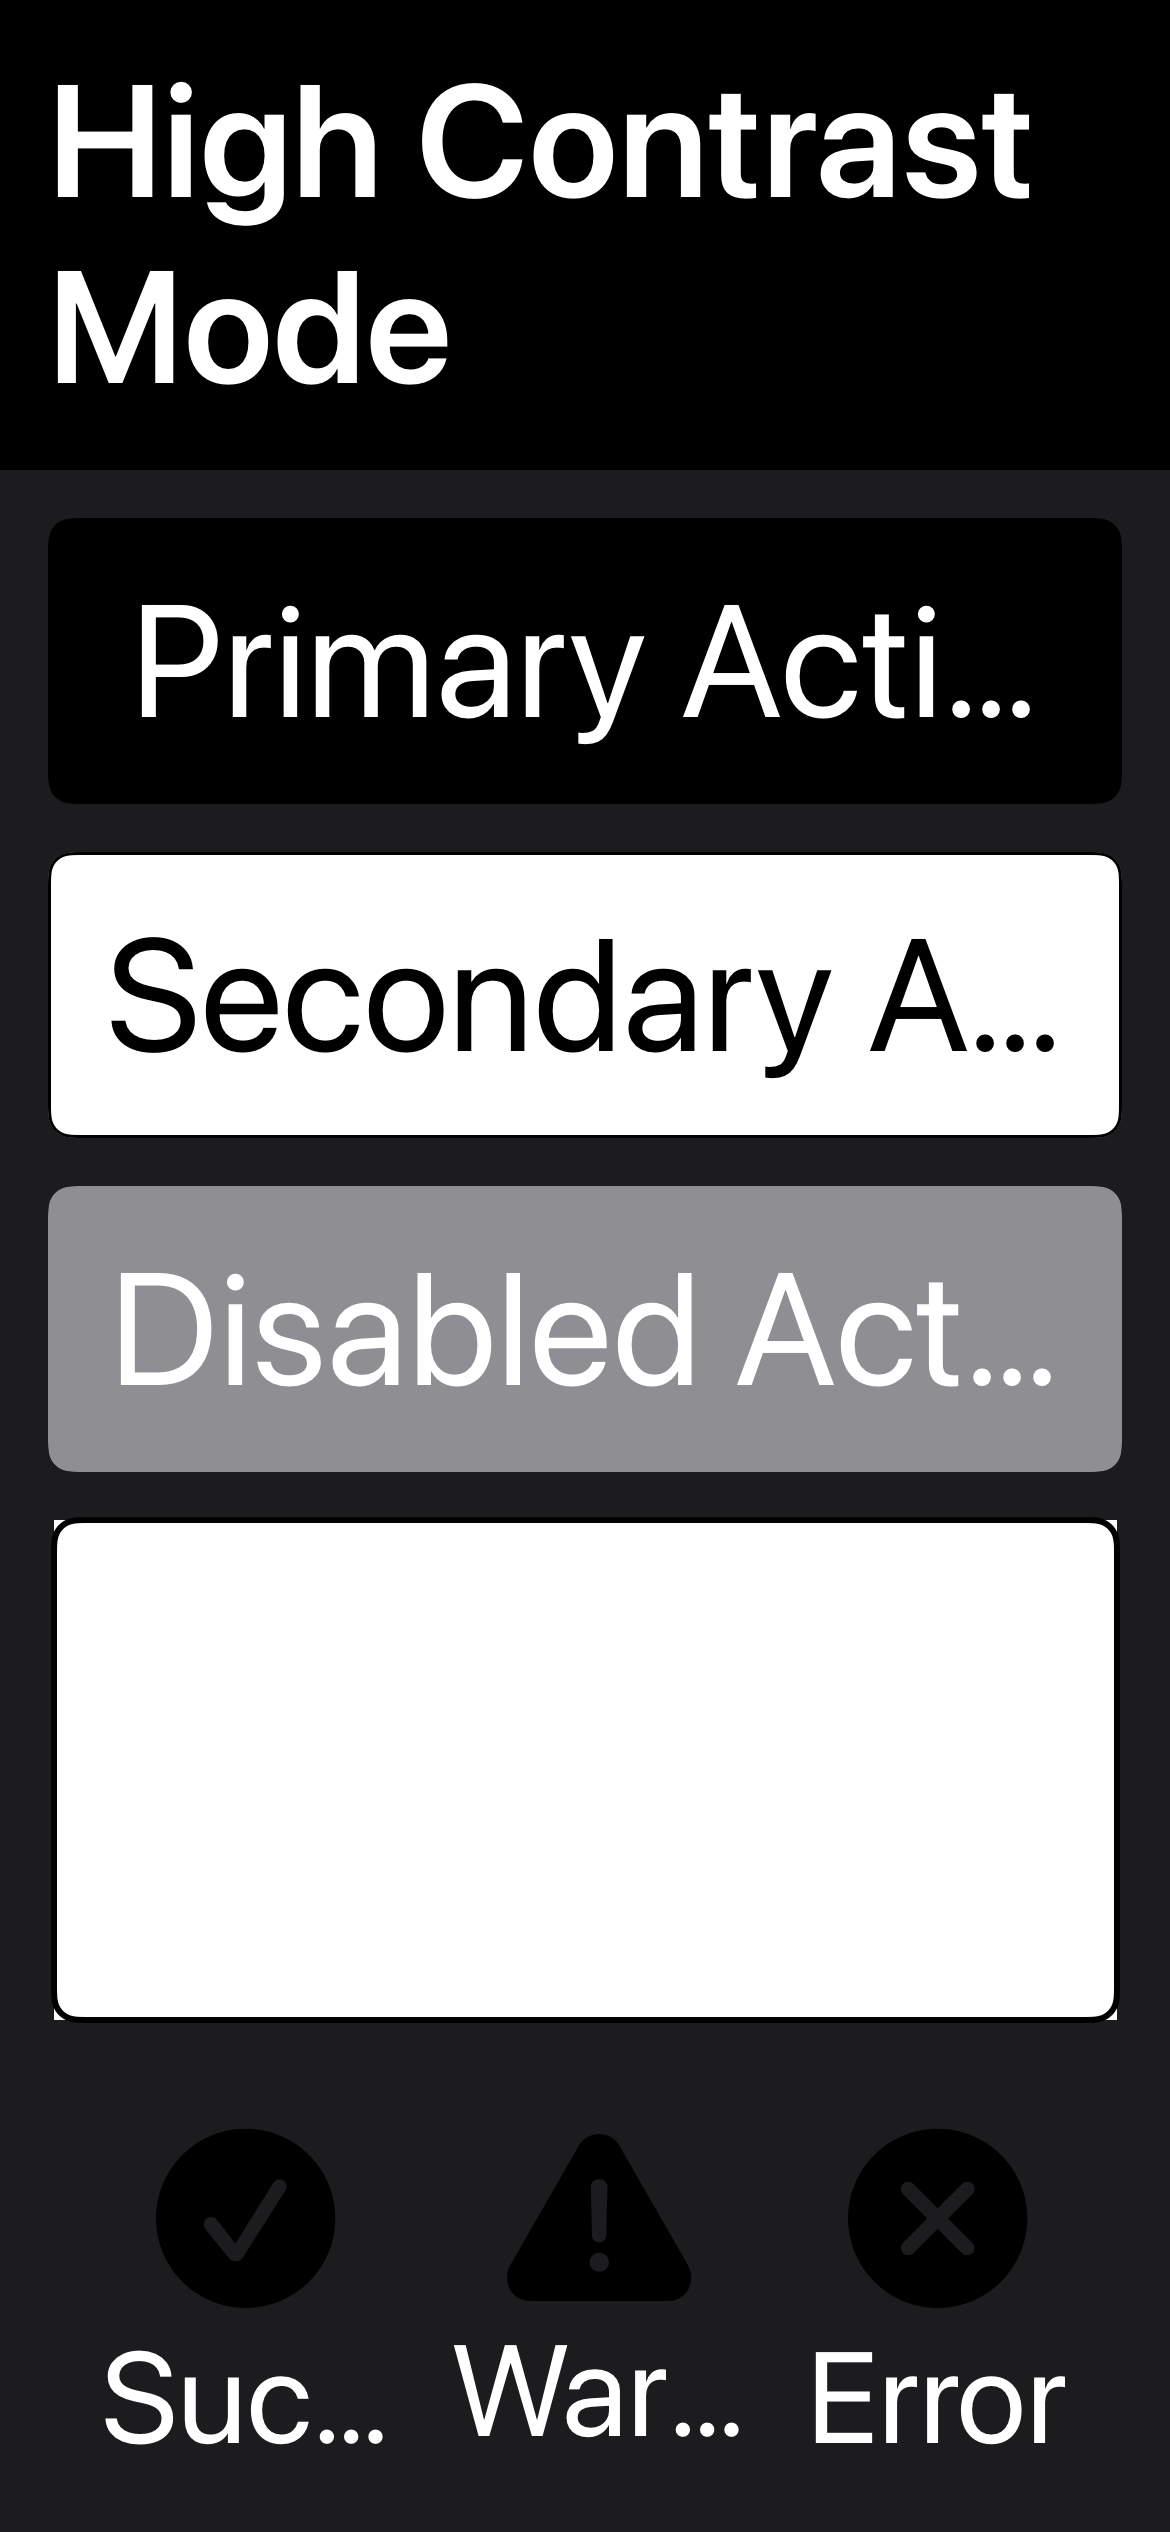 High Contrast
Mode
Primary Acti...
Secondary A...
Disabled Act...
Suc... War... Error